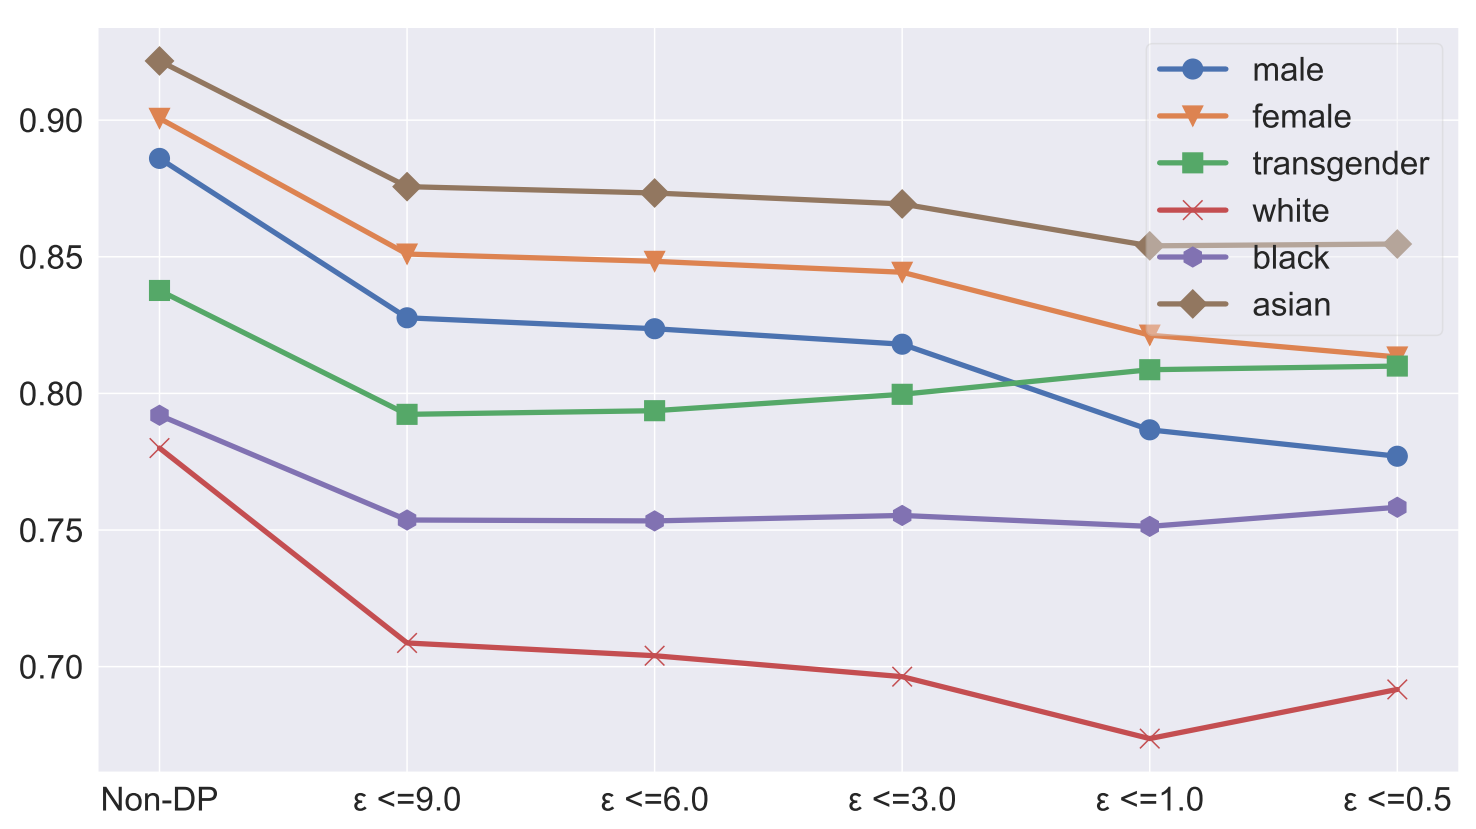 0.90
0.85
0.80
0.75
0.70
male
female
transgender
white
black
asian
Non-DP
ε <=9.0
ε <=6.0
ε <=3.0
ε <=1.0
ε <=0.5